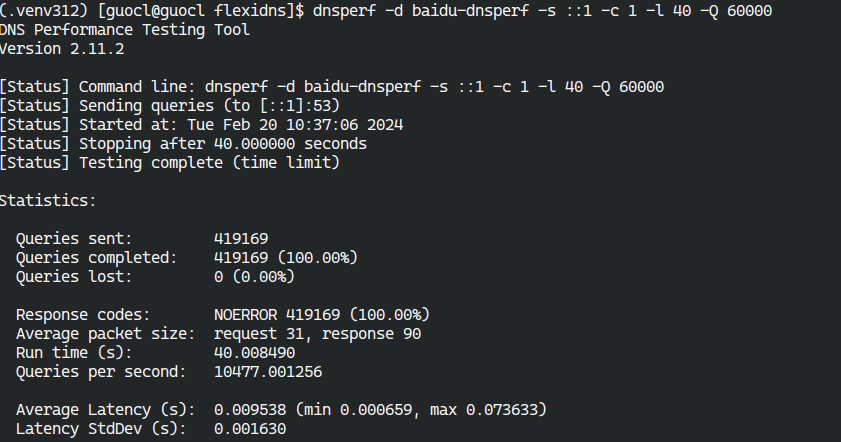 (.venv312) [guocl@guocl flexidns]$ dnsperf -d baidu-dnsperf -s ::1 -c 1 -l 40 -Q 60000
DNS Performance Testing Tool
Version 2.11.2
[Status] Command line: dnsperf -d baidu-dnsperf -s ::1 -c 1 -l 40 -Q 60000
[Status] Sending queries (to [::1]:53)
[Status] Started at: Tue Feb 20 10:37:06 2024
[Status] Stopping after 40.000000 seconds
[Status] Testing complete (time limit)
Statistics:
Queries sent: 419169
Queries completed: 419169 (100.00%)
Queries lost: 0 (0.00%)
Response codes: NOERROR 419169 (100.00%)
Average packet size: request 31, response 90
Run time (s): 40.008490
Queries per second: 10477.001256
Average Latency (s): 0.009538 (min 0.000659, max 0.073633)
Latency StdDev (s): 0.001630